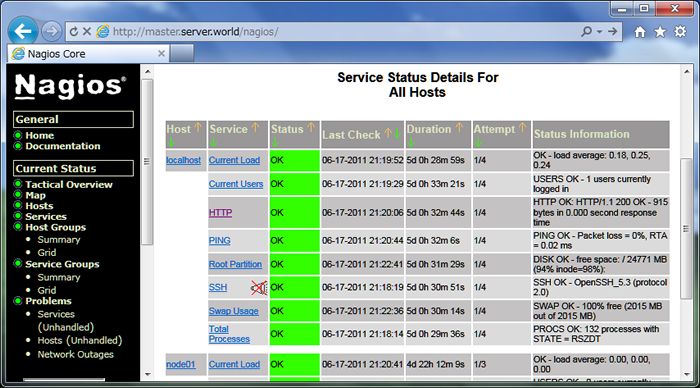 http://master.server.world/nagios/
Nagios Core
Nagios®
General
Home
Documentation
Current Status
Tactical Overview
Map
Hosts
Services
Host Groups
Summary
Grid
Service Groups
Summary
Grid
Problems
Services
(Unhandled)
Hosts (Unhandled)
Network Outages
Service Status Details For
All Hosts
Host Service Status Last Check Duration Attempt Status Information
localhost Current Load OK 06-17-2011 21:19:52 5d 0h 28m 59s 1/4 OK - load average: 0.18, 0.25,
0.24
Current Users OK 06-17-2011 21:19:29 5d 0h 33m 21s 1/4 USERS OK - 1 users currently
logged in
HTTP OK 06-17-2011 21:20:06 5d 0h 32m 44s 1/4 HTTP OK: HTTP/1.1 200 OK - 915
bytes in 0.000 second response
time
PING OK 06-17-2011 21:20:44 5d 0h 32m 6s 1/4 PING OK - Packet loss = 0%, RTA
= 0.02 ms
Root Partition OK 06-17-2011 22:22:41 5d 0h 31m 29s 1/4 DISK OK - free space: / 24771 MB
(94% inode=98%):
SSH OK 06-17-2011 21:18:19 5d 0h 30m 51s 1/4 SSH OK - OpenSSH_5.3 (protocol
2.0)
Swap Usage OK 06-17-2011 22:22:36 5d 0h 30m 14s 1/4 SWAP OK - 100% free (2015 MB
out of 2015 MB)
Total
Processes OK 06-17-2011 21:18:14 5d 0h 29m 36s 1/4 PROCS OK: 132 processes with
STATE = RSZDT
node01 Current Load OK 06-17-2011 21:20:41 4d 22h 12m 9s 1/3 OK - load average: 0.00, 0.00,
0.00